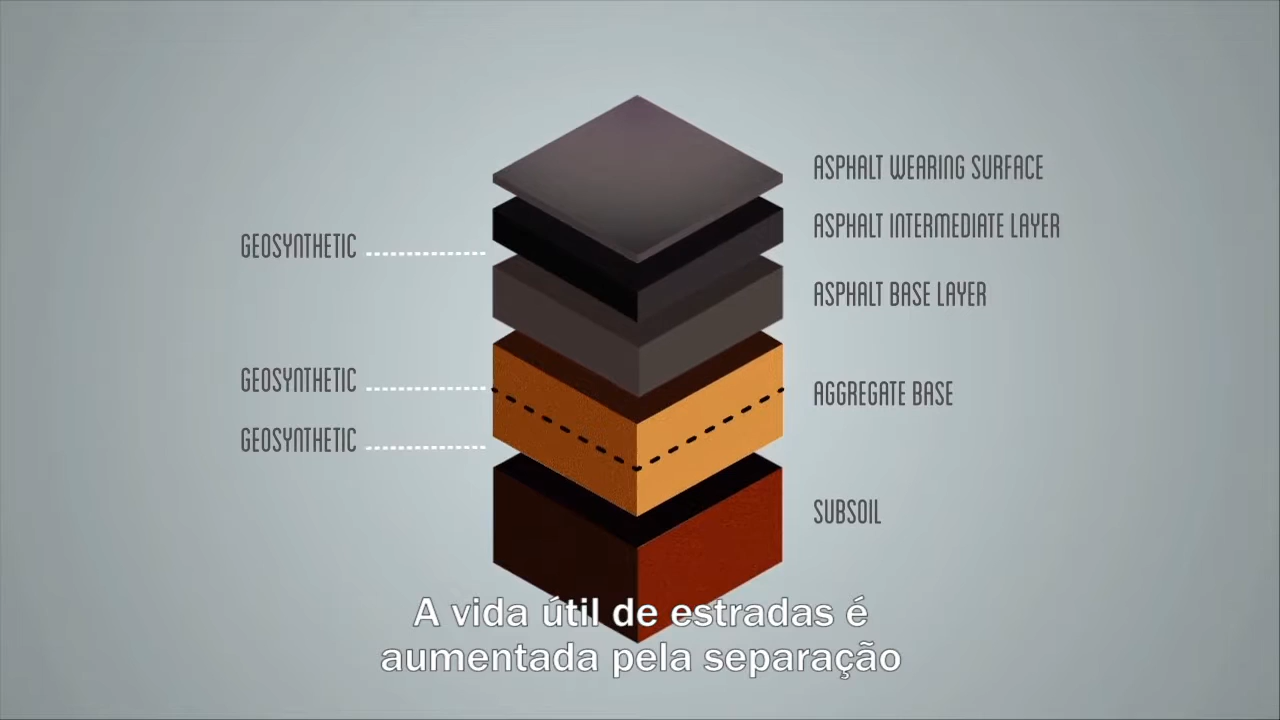 ASPHALT WEARING SURFACE
ASPHALT INTERMEDIATE LAYER
GEOSYNTHETIC
ASPHALT BASE LAYER
GEOSYNTHETIC
AGGREGATE BASE
GEOSYNTHETIC
SUBSOIL
A vida útil de estradas é
aumentada pela separação